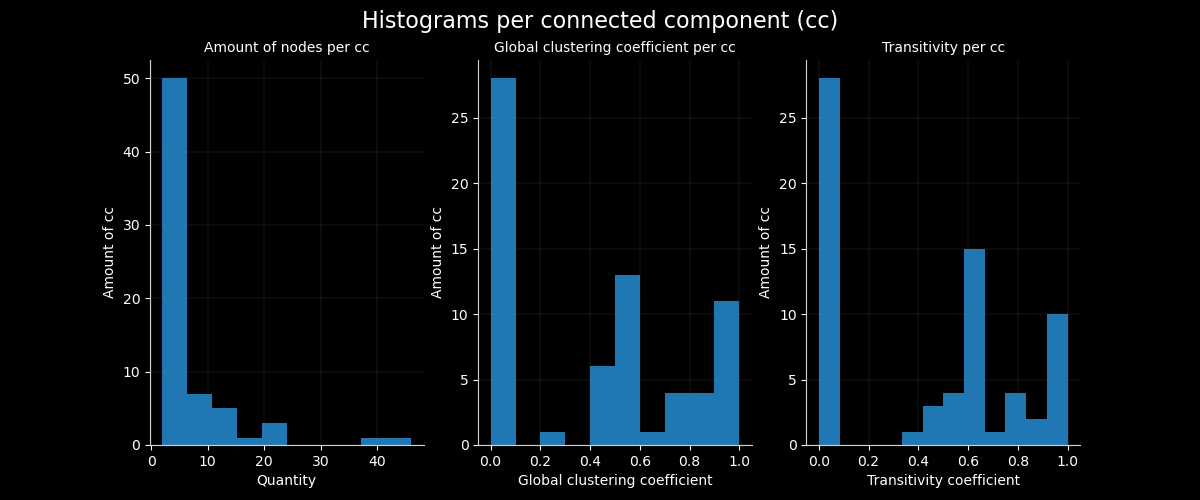 Histograms per connected component (cc)
Amount of nodes per cc
Global clustering coefficient per cc
Transitivity per cc
50
40
30
20
10
0
Amount of cc
0 10 20 30 40
Quantity
25
20
15
10
5
0
Amount of cc
0.0 0.2 0.4 0.6 0.8 1.0
Global clustering coefficient
25
20
15
10
5
0
Amount of cc
0.0 0.2 0.4 0.6 0.8 1.0
Transitivity coefficient